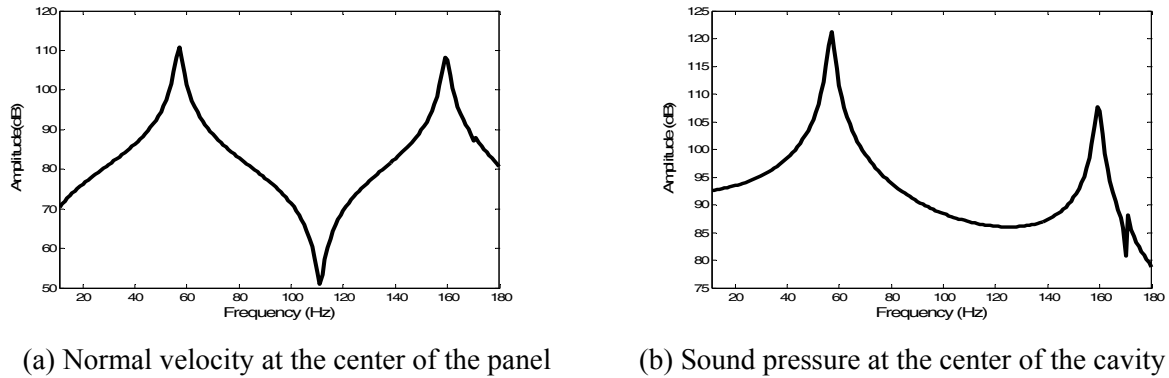 120
110
100
90
80
70
60
50
Amplitude(dB)
20 40 60 80 100 120 140 160 180
Frequency (Hz)
(a) Normal velocity at the center of the panel
125
120
115
110
105
100
95
90
85
80
75
Amplitude (dB)
20 40 60 80 100 120 140 160 180
Frequency (Hz)
(b) Sound pressure at the center of the cavity